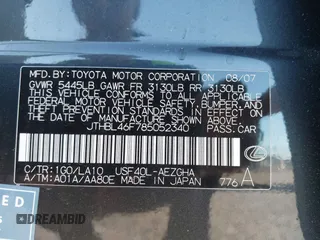 MFD. BY: TOYOTA MOTOR CORPORATION 08/07
GVWR 5445LB GAWR FR 3130LB RR 3130LB
THIS VEHICLE CONFORMS TO ALL APPLICABLE
FEDERAL MOTOR VEHICLE SAFETY, BUMPER, AND
THEFT PREVENTION STANDARDS IN EFFECT ON
THE DATE OF MANUFACTURE SHOWN ABOVE.
JTHBL46F785052340
PASS. CAR
C/TR: 1G0/LA10 USF40L-AEZGHA
A/TM: A01A/AA80E MADE IN JAPAN 776 A
ED